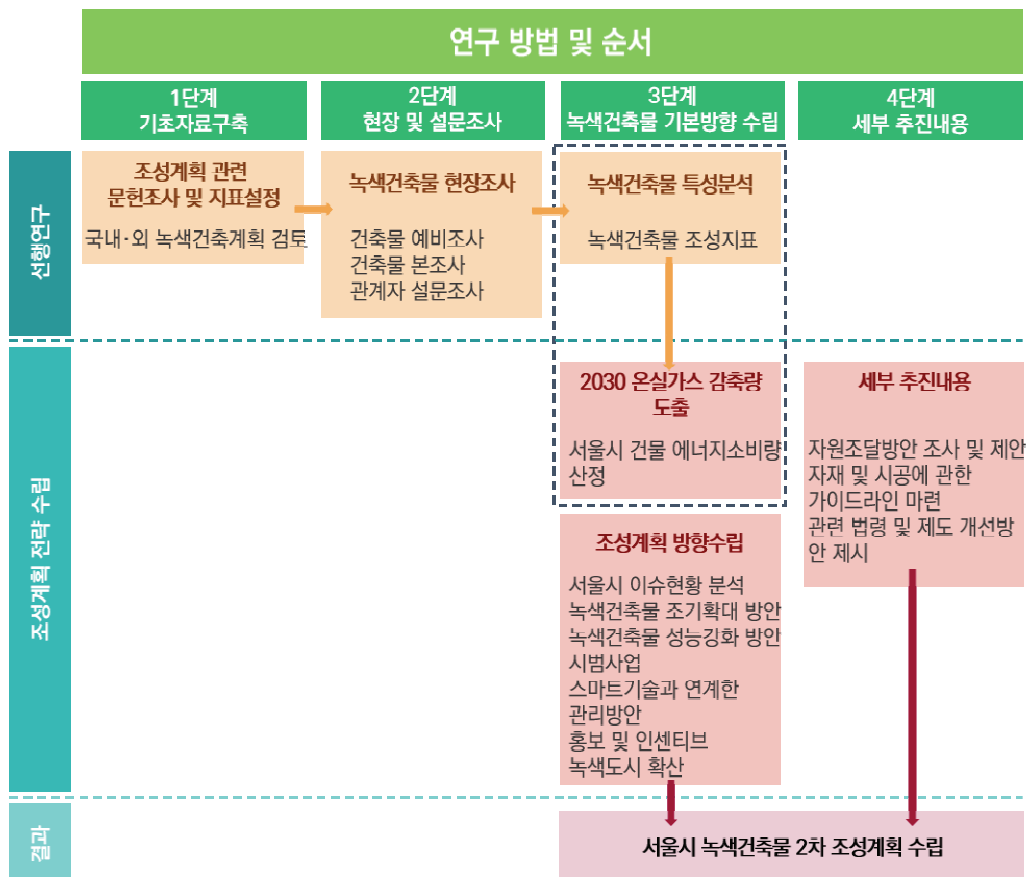 연구 방법 및 순서
1단계
기초자료구축
2단계
현장 및 설문조사
3단계
녹색건축물 기본방향 수립
4단계
세부 추진내용
선행연구
조성계획 관련
문헌조사 및 지표설정
국내·외 녹색건축계획 검토
녹색건축물 현장조사
건축물 예비조사
건축물 본조사
관계자 설문조사
녹색건축물 특성분석
녹색건축물 조성지표
조성계획 전략 수립
2030 온실가스 감축량
도출
서울시 건물 에너지소비량
산정
조성계획 방향수립
서울시 이슈현황 분석
녹색건축물 조기확대 방안
녹색건축물 성능강화 방안
시범사업
스마트기술과 연계한
관리방안
홍보 및 인센티브
녹색도시 확산
세부 추진내용
자원조달방안 조사 및 제안
자재 및 시공에 관한
가이드라인 마련
관련 법령 및 제도 개선방
안 제시
결과
서울시 녹색건축물 2차 조성계획 수립